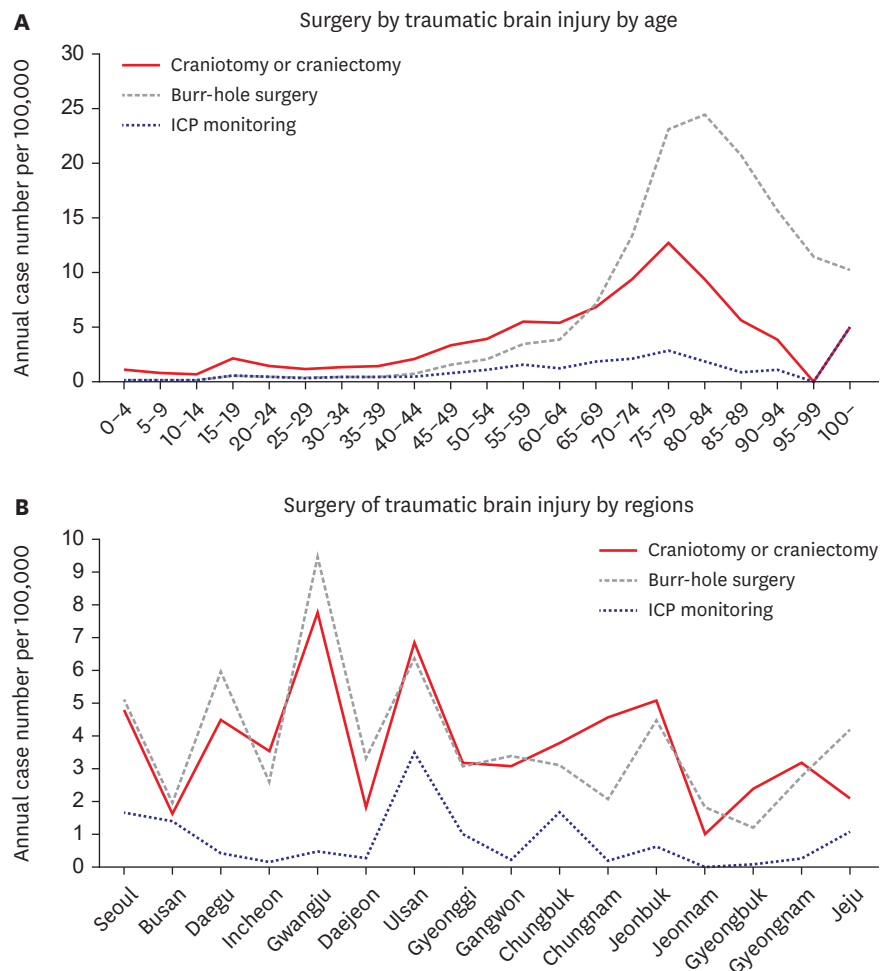 A
Surgery by traumatic brain injury by age
Annual case number per 100,000
30
25
20
15
10
5
0
Craniotomy or craniectomy
Burr-hole surgery
ICP monitoring
0–4
5–9
10–14
15–19
20–24
25–29
30–34
35–39
40–44
45–49
50–54
55–59
60–64
65–69
70–74
75–79
80–84
85–89
90–94
95–99
100–
B
Surgery of traumatic brain injury by regions
Annual case number per 100,000
10
9
8
7
6
5
4
3
2
1
0
Craniotomy or craniectomy
Burr-hole surgery
ICP monitoring
Seoul
Busan
Daegu
Incheon
Gwangju
Daejeon
Ulsan
Gyeonggi
Gangwon
Chungbuk
Chungnam
Jeonbuk
Jeonnam
Gyeongbuk
Gyeongnam
Jeju